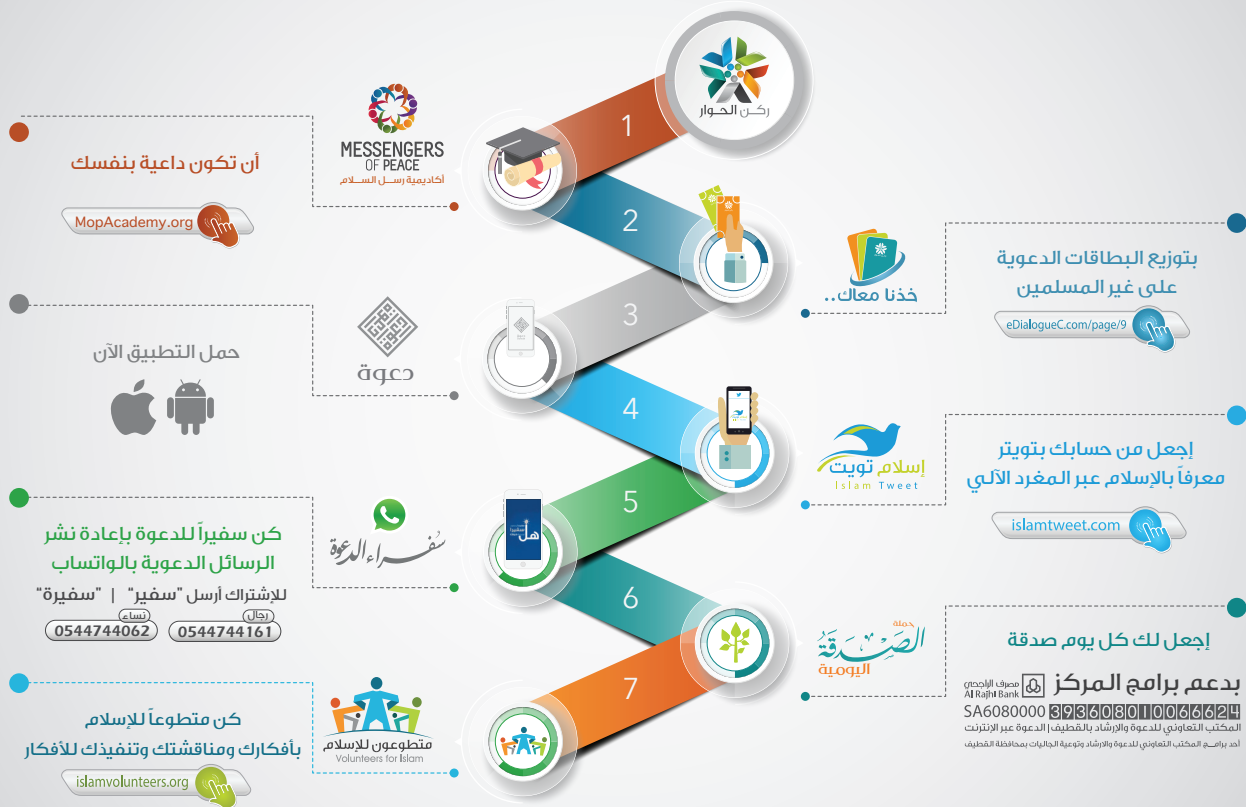 ركن الحوار
1
MESSENGERS
OF PEACE
أكاديمية رسل السلام
أن تكون داعية بنفسك
MopAcademy.org
2
خذنا معاك..
بتوزيع البطاقات الدعوية
على غير المسلمين
eDialogueC.com/page/9
3
دعوة
حمل التطبيق الآن
4
إسلام تويت
Islam Tweet
إجعل من حسابك بتويتر
معرفاً بالإسلام عبر المغرد الآلي
islamtweet.com
5
هل
سفراء الدعوة
كن سفيراً للدعوة بإعادة نشر
الرسائل الدعوية بالواتساب
للإشتراك أرسل "سفير" | "سفيرة"
رجال نساء
0544744161 0544744062
6
حملة
الصدقة
اليومية
إجعل لك كل يوم صدقة
بدعم برامج المركز
مصرف الراجحي
Al Rajhi Bank
SA6080000 393608010066624
المكتب التعاوني للدعوة والإرشاد بالقطيف | الدعوة عبر الإنترنت
أحد برامج المكتب التعاوني للدعوة والإرشاد وتوعية الجاليات بمحافظة القطيف
7
متطوعون للإسلام
Volunteers for Islam
كن متطوعاً للإسلام
بأفكارك ومناقشتك وتنفيذك للأفكار
islamvolunteers.org